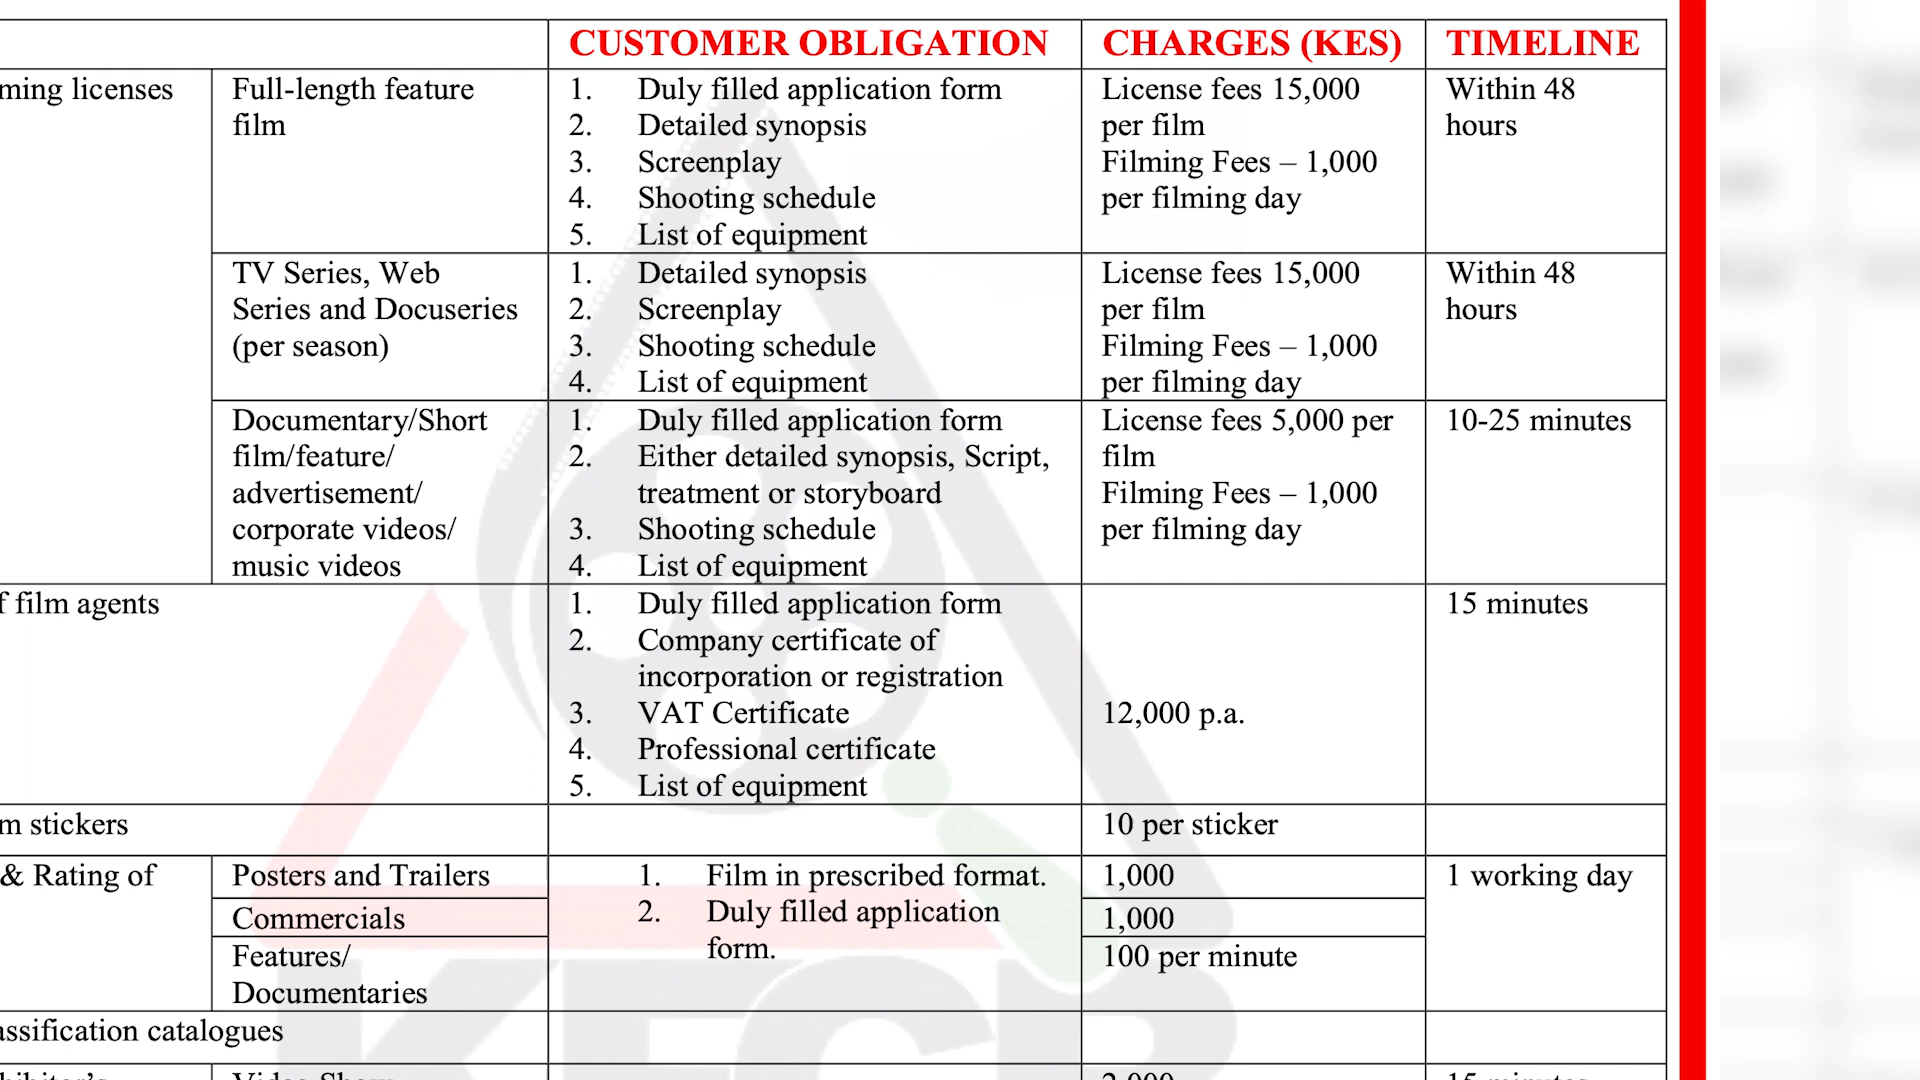 CUSTOMER OBLIGATION CHARGES (KES) TIMELINE
ming licenses
Full-length feature
film
1. Duly filled application form
2. Detailed synopsis
3. Screenplay
4. Shooting schedule
5. List of equipment
License fees 15,000
per film
Filming Fees – 1,000
per filming day
Within 48
hours
TV Series, Web
Series and Docuseries
(per season)
1. Detailed synopsis
2. Screenplay
3. Shooting schedule
4. List of equipment
License fees 15,000
per film
Filming Fees – 1,000
per filming day
Within 48
hours
Documentary/Short
film/feature/
advertisement/
corporate videos/
music videos
1. Duly filled application form
2. Either detailed synopsis, Script,
treatment or storyboard
3. Shooting schedule
4. List of equipment
License fees 5,000 per
film
Filming Fees – 1,000
per filming day
10-25 minutes
f film agents
1. Duly filled application form
2. Company certificate of
incorporation or registration
3. VAT Certificate
4. Professional certificate
5. List of equipment
12,000 p.a.
15 minutes
m stickers
10 per sticker
& Rating of
Posters and Trailers
Commercials
Features/
Documentaries
1. Film in prescribed format.
2. Duly filled application
form.
1,000
1,000
100 per minute
1 working day
assification catalogues
KFCB
Video Show
2,000
15 minutes